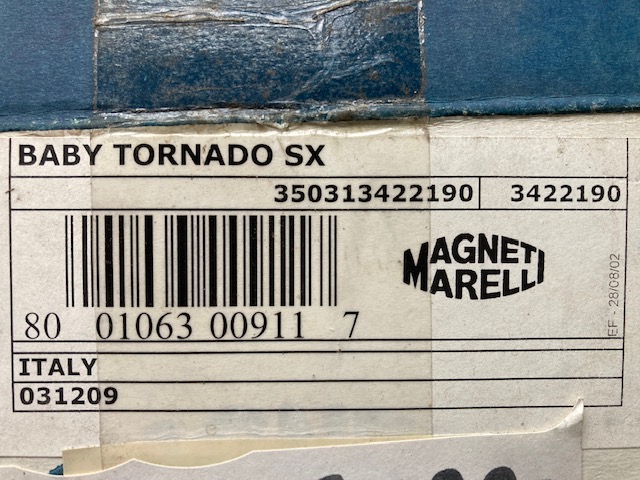 BABY TORNADO SX
350313422190 3422190
MAGNETI
MARELLI
80 01063 00911 7
EF - 28/08/02
ITALY
031209